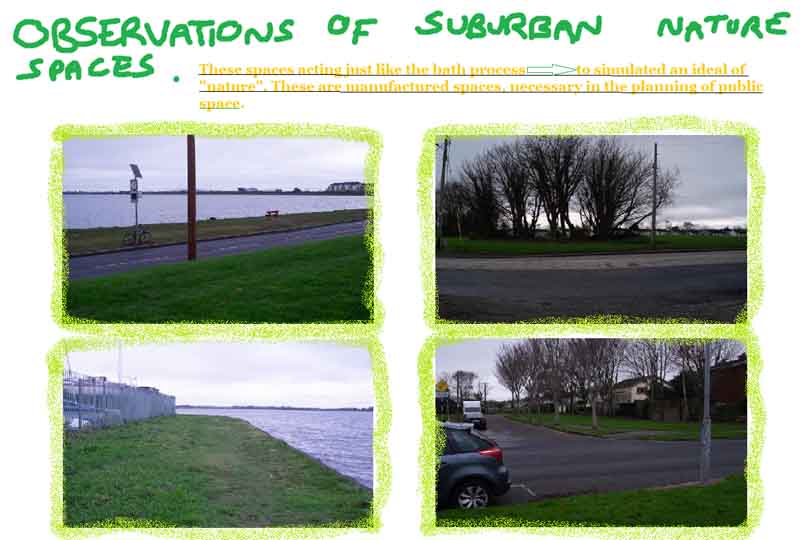 OBSERVATIONS OF SUBURBAN NATURE
SPACES.
These spaces acting just like the bath process to simulated an ideal of
"nature". These are manufactured spaces, necessary in the planning of public
space.